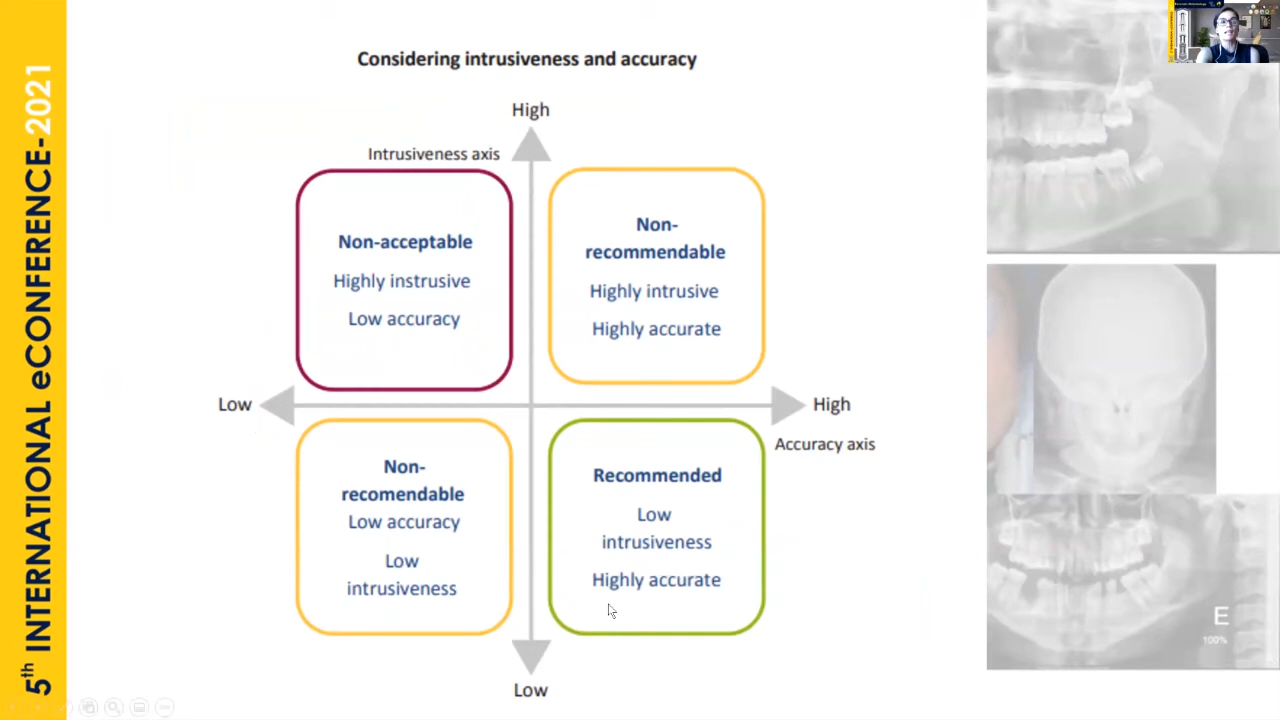 5th INTERNATIONAL eCONFERENCE-2021
Considering intrusiveness and accuracy
High
Intrusiveness axis
Non-acceptable
Highly instrusive
Low accuracy
Non-
recommendable
Highly intrusive
Highly accurate
Low
High
Accuracy axis
Non-
recomendable
Low accuracy
Low
intrusiveness
Recommended
Low
intrusiveness
Highly accurate
Low
E
100%